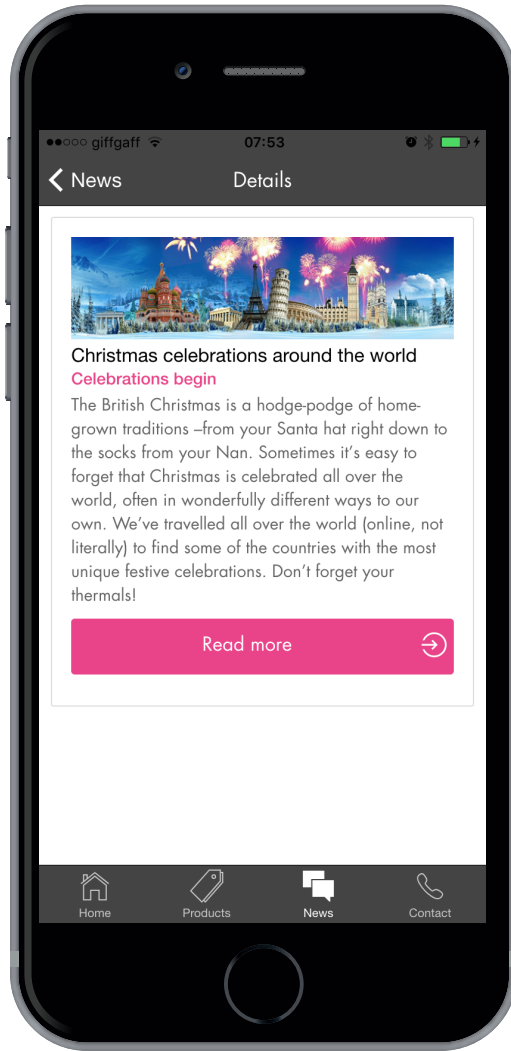 giffgaff 07:53
News Details
Christmas celebrations around the world
Celebrations begin
The British Christmas is a hodge-podge of home-
grown traditions –from your Santa hat right down to
the socks from your Nan. Sometimes it’s easy to
forget that Christmas is celebrated all over the
world, often in wonderfully different ways to our
own. We’ve travelled all over the world (online, not
literally) to find some of the countries with the most
unique festive celebrations. Don’t forget your
thermals!
Read more
Home Products News Contact